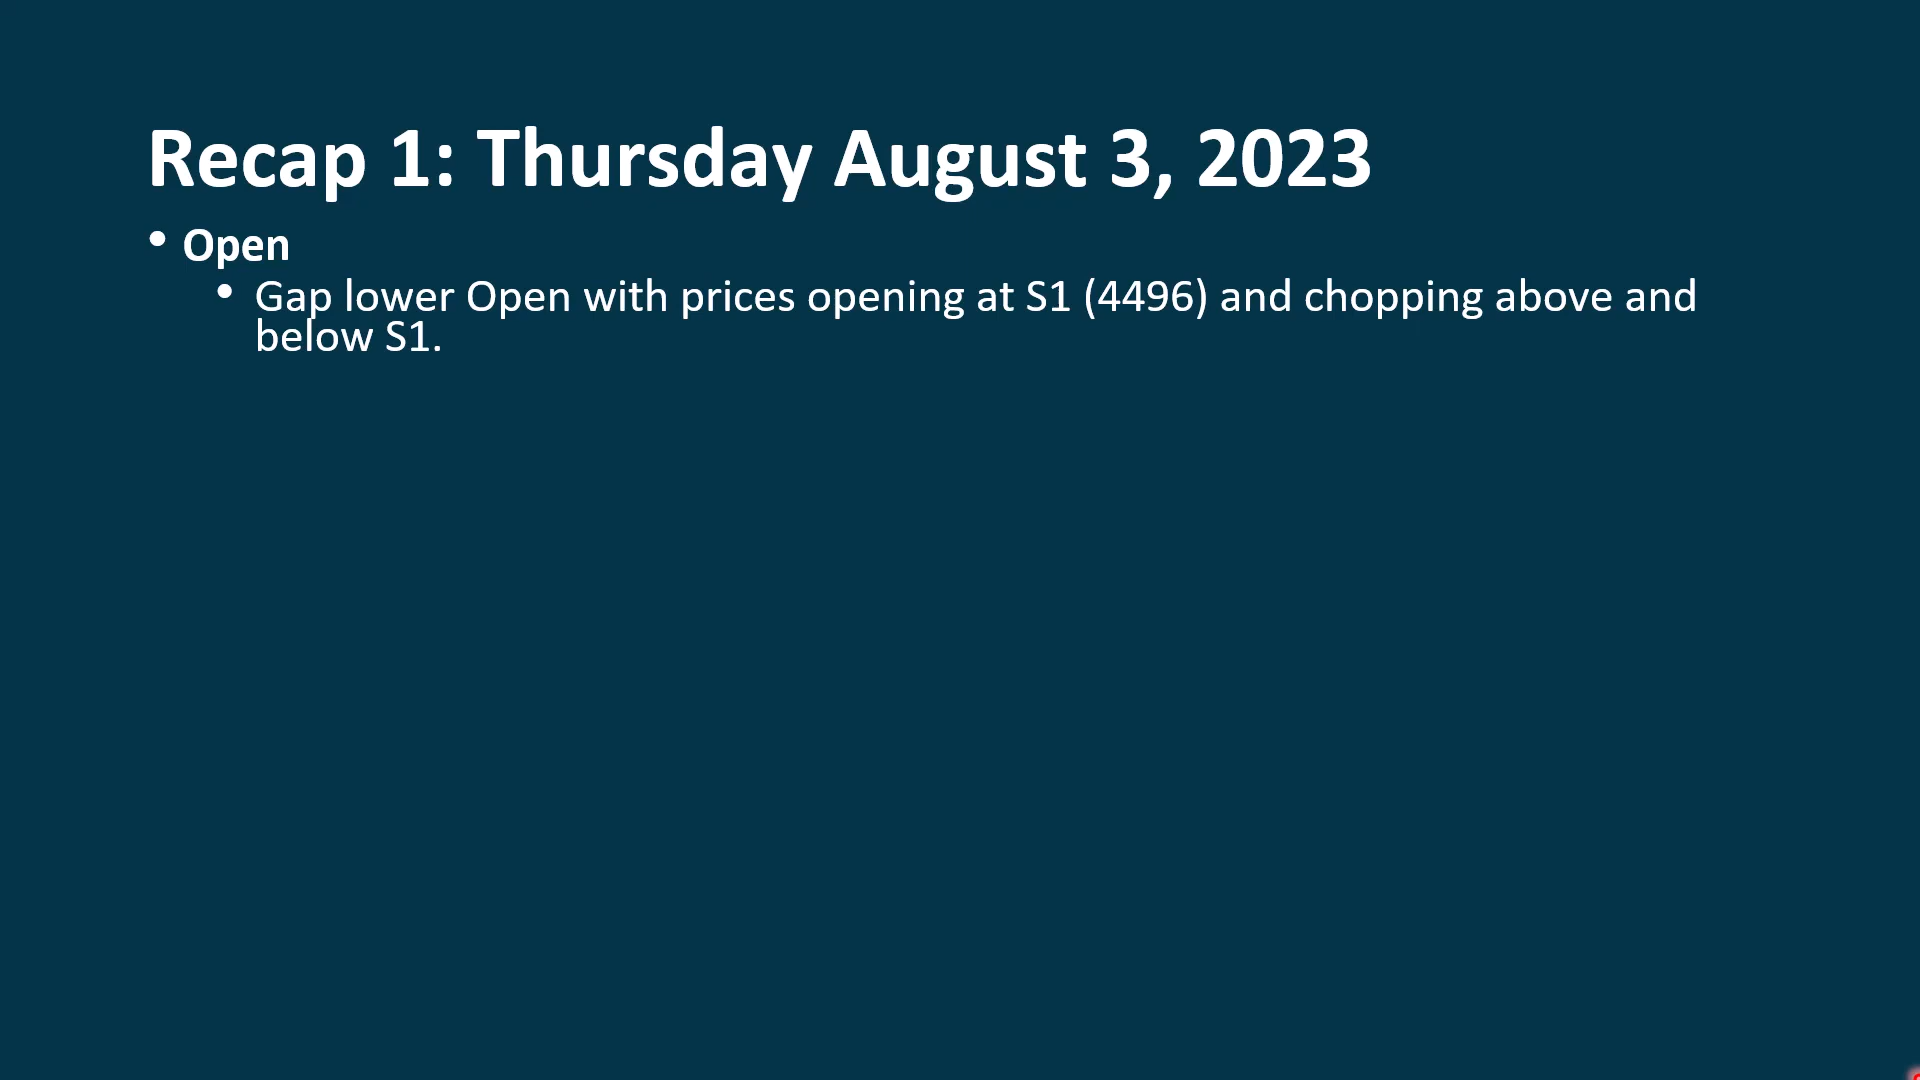 Recap 1: Thursday August 3, 2023
• Open
• Gap lower Open with prices opening at S1 (4496) and chopping above and
below S1.